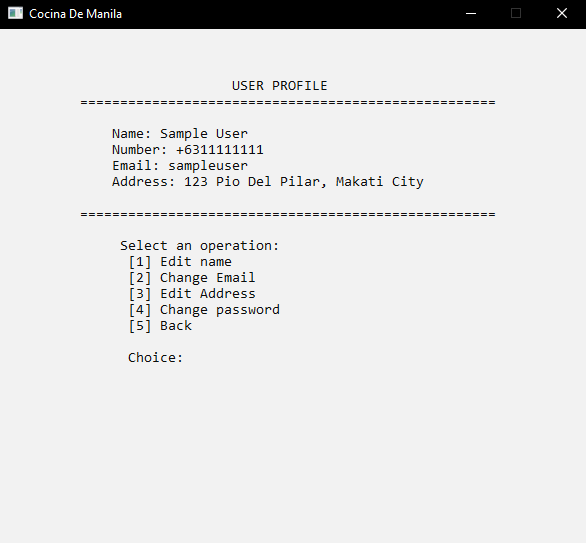 Cocina De Manila
USER PROFILE
====================================================
Name: Sample User
Number: +6311111111
Email: sampleuser
Address: 123 Pio Del Pilar, Makati City
====================================================
Select an operation:
[1] Edit name
[2] Change Email
[3] Edit Address
[4] Change password
[5] Back
Choice: